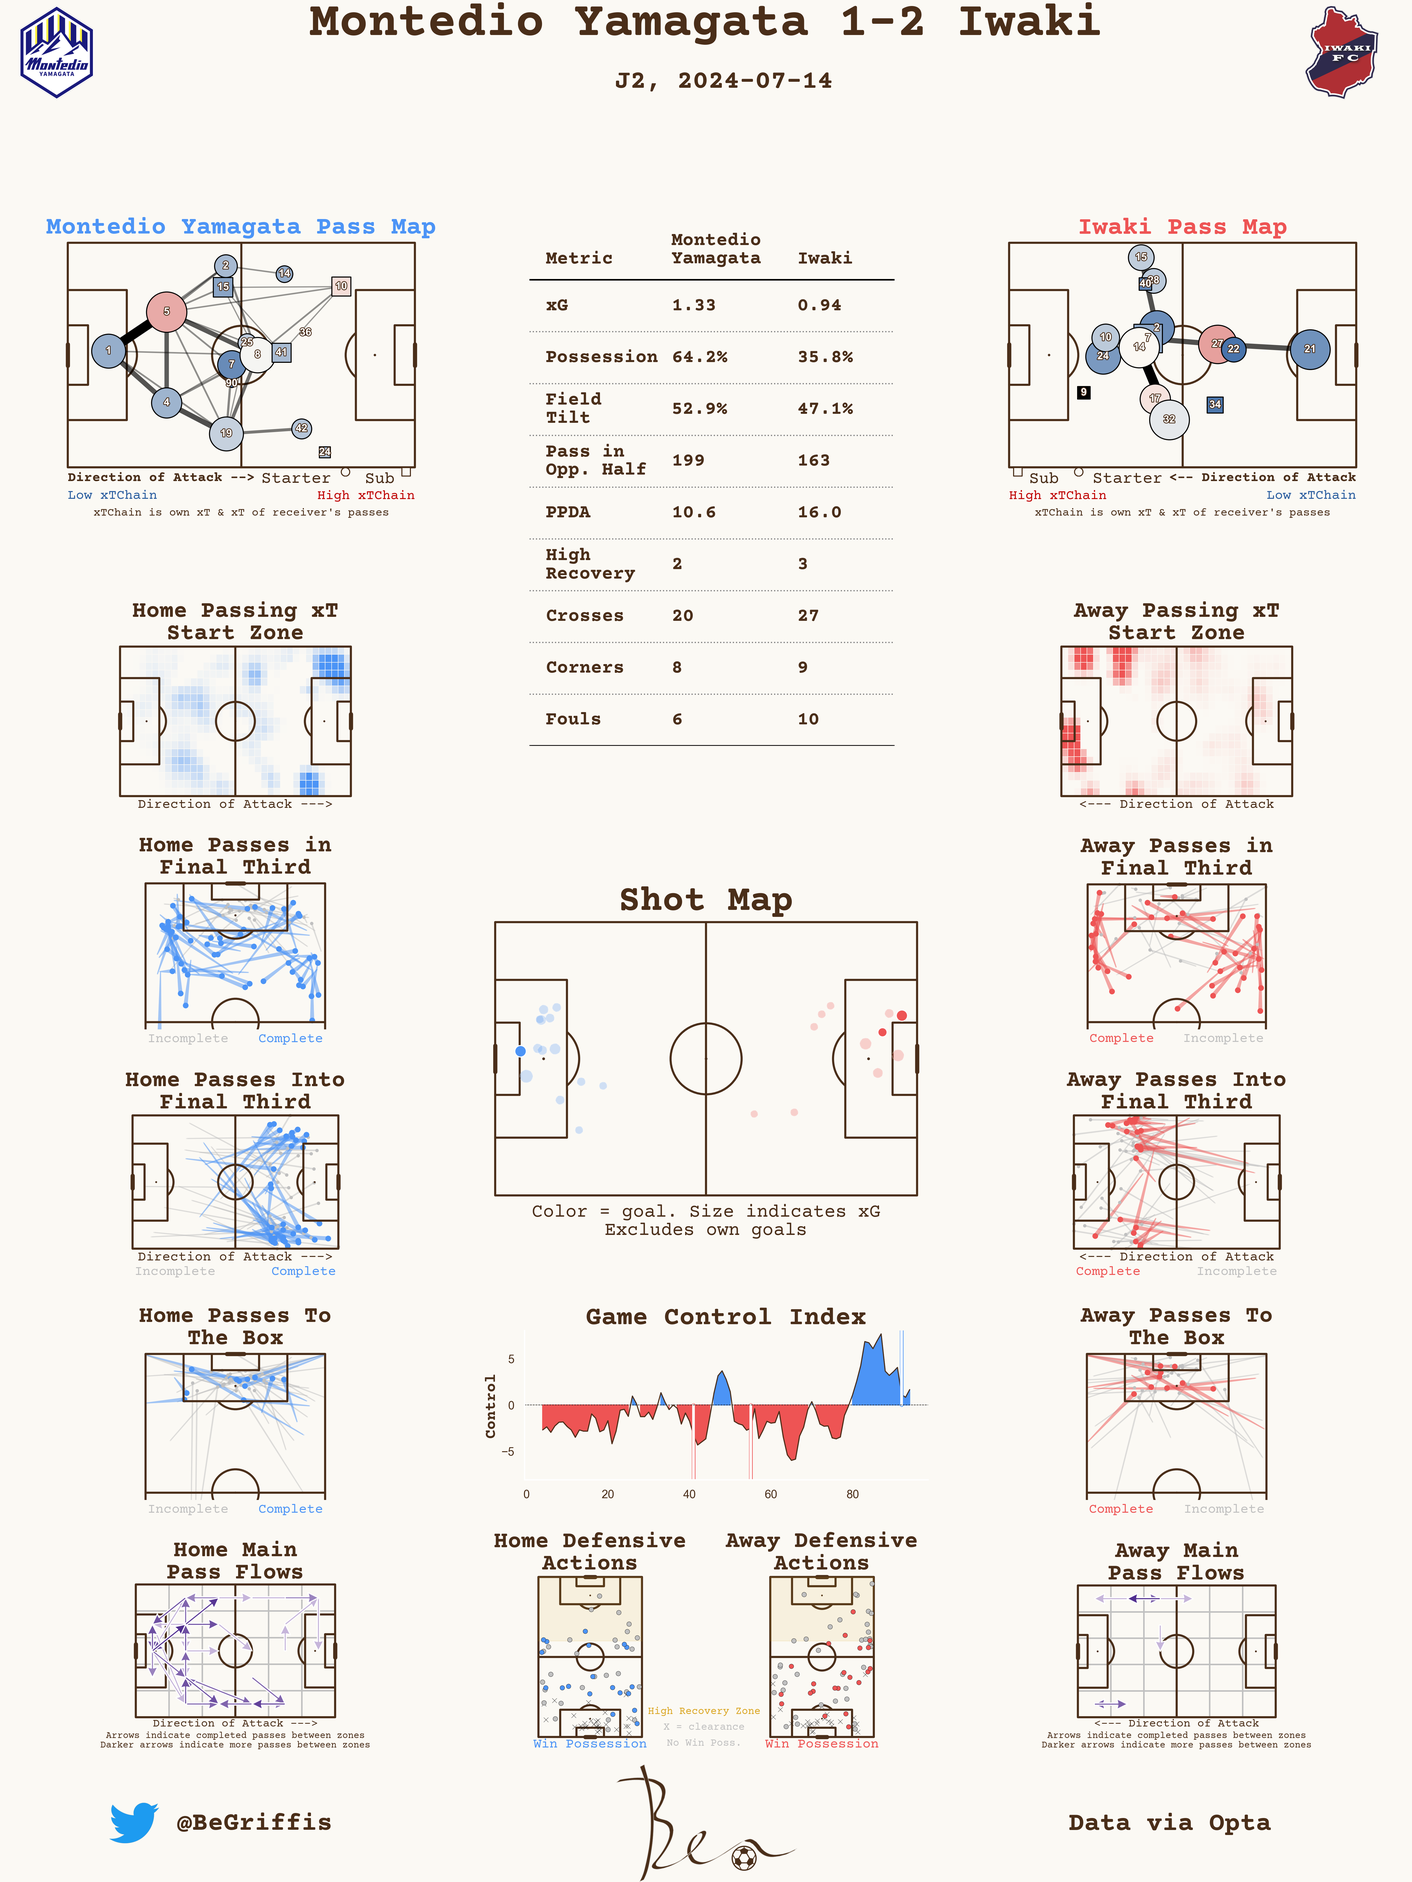 Montedio Yamagata 1-2 Iwaki
J2, 2024-07-14
Montedio
YAMAGATA
IWAKI
FC
Montedio Yamagata Pass Map
1
5
4
2
15
14
10
36
25
8
41
7
90
19
42
24
Direction of Attack --> Starter Sub
Low xTChain High xTChain
xTChain is own xT & xT of receiver's passes
Metric Montedio Yamagata Iwaki
xG 1.33 0.94
Possession 64.2% 35.8%
Field Tilt 52.9% 47.1%
Pass in Opp. Half 199 163
PPDA 10.6 16.0
High Recovery 2 3
Crosses 20 27
Corners 8 9
Fouls 6 10
Iwaki Pass Map
15
40
10
24
14
7
27
22
21
9
17
32
34
Sub Starter <-- Direction of Attack
High xTChain Low xTChain
xTChain is own xT & xT of receiver's passes
Home Passing xT
Start Zone
Direction of Attack --->
Away Passing xT
Start Zone
<--- Direction of Attack
Home Passes in
Final Third
Incomplete Complete
Away Passes in
Final Third
Complete Incomplete
Shot Map
Color = goal. Size indicates xG
Excludes own goals
Home Passes Into
Final Third
Direction of Attack --->
Incomplete Complete
Away Passes Into
Final Third
<--- Direction of Attack
Complete Incomplete
Home Passes To
The Box
Incomplete Complete
Game Control Index
Control
5
0
−5
0 20 40 60 80
Away Passes To
The Box
Complete Incomplete
Home Main
Pass Flows
Direction of Attack --->
Arrows indicate completed passes between zones
Darker arrows indicate more passes between zones
Home Defensive
Actions
Win Possession
High Recovery Zone
X = clearance
No Win Poss.
Away Defensive
Actions
Win Possession
Away Main
Pass Flows
<--- Direction of Attack
Arrows indicate completed passes between zones
Darker arrows indicate more passes between zones
@BeGriffis
Ben
Data via Opta